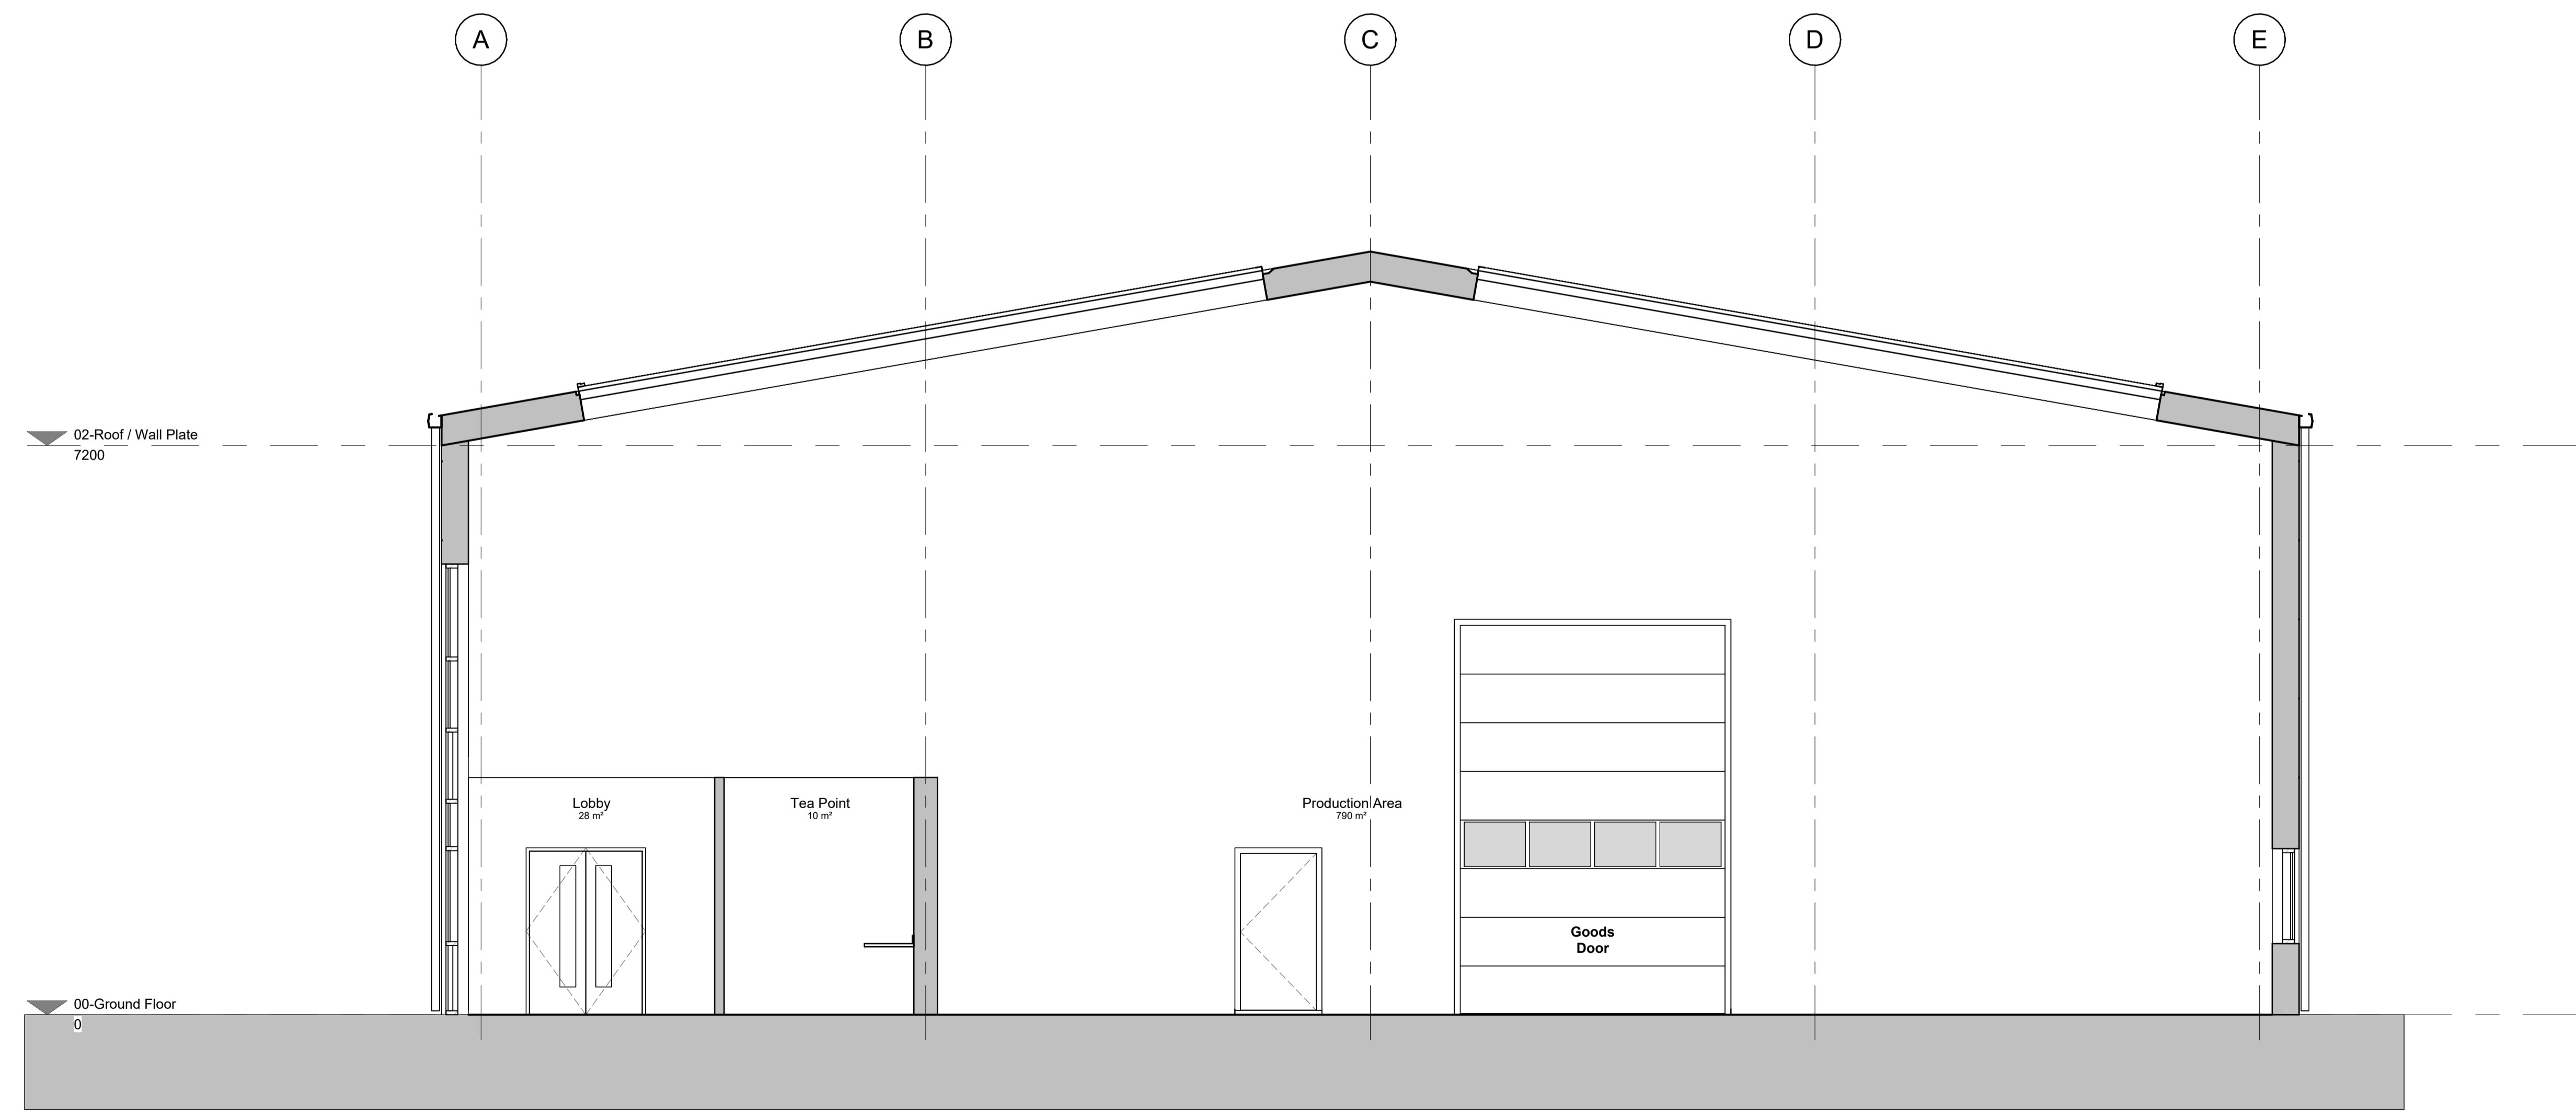 A
B
C
D
E
02-Roof / Wall Plate
7200
Lobby
28 m²
Tea Point
10 m²
Production Area
790 m²
Goods
Door
00-Ground Floor
0